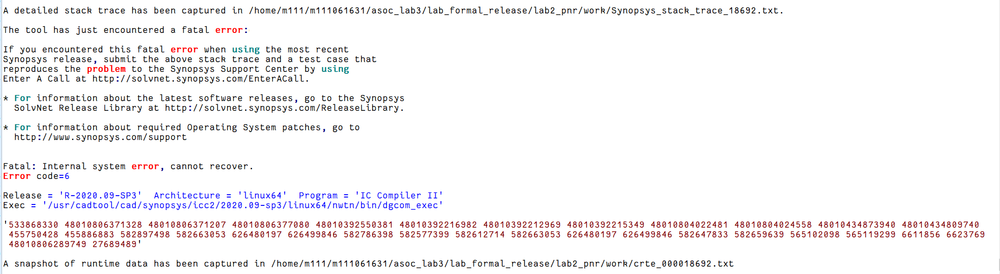 A detailed stack trace has been captured in /home/m111/m111061631/asoc_lab3/lab_formal_release/lab2_pnr/work/Synopsys_stack_trace_18692.txt.
The tool has just encountered a fatal error:
If you encountered this fatal error when using the most recent
Synopsys release, submit the above stack trace and a test case that
reproduces the problem to the Synopsys Support Center by using
Enter A Call at http://solvnet.synopsys.com/EnterACall.
* For information about the latest software releases, go to the Synopsys
SolvNet Release Library at http://solvnet.synopsys.com/ReleaseLibrary.
* For information about required Operating System patches, go to
http://www.synopsys.com/support
Fatal: Internal system error, cannot recover.
Error code=6
Release = 'R-2020.09-SP3'  Architecture = 'linux64'  Program = 'IC Compiler II'
Exec = '/usr/cadtool/cad/synopsys/icc2/2020.09-sp3/linux64/nwtn/bin/dgcom_exec'
'533868330 48010806371328 48010806371207 48010806377080 48010392550381 48010392216982 48010392212969 48010392215349 48010804022481 48010804024558 48010434873940 48010434809740
455750428 455886883 582897498 582663053 626480197 626499846 582786398 582577399 582612714 582663053 626480197 626499846 582647833 582659639 565102098 565119299 6611856 6623769
48010806289749 27689489'
A snapshot of runtime data has been captured in /home/m111/m111061631/asoc_lab3/lab_formal_release/lab2_pnr/work/crte_000018692.txt